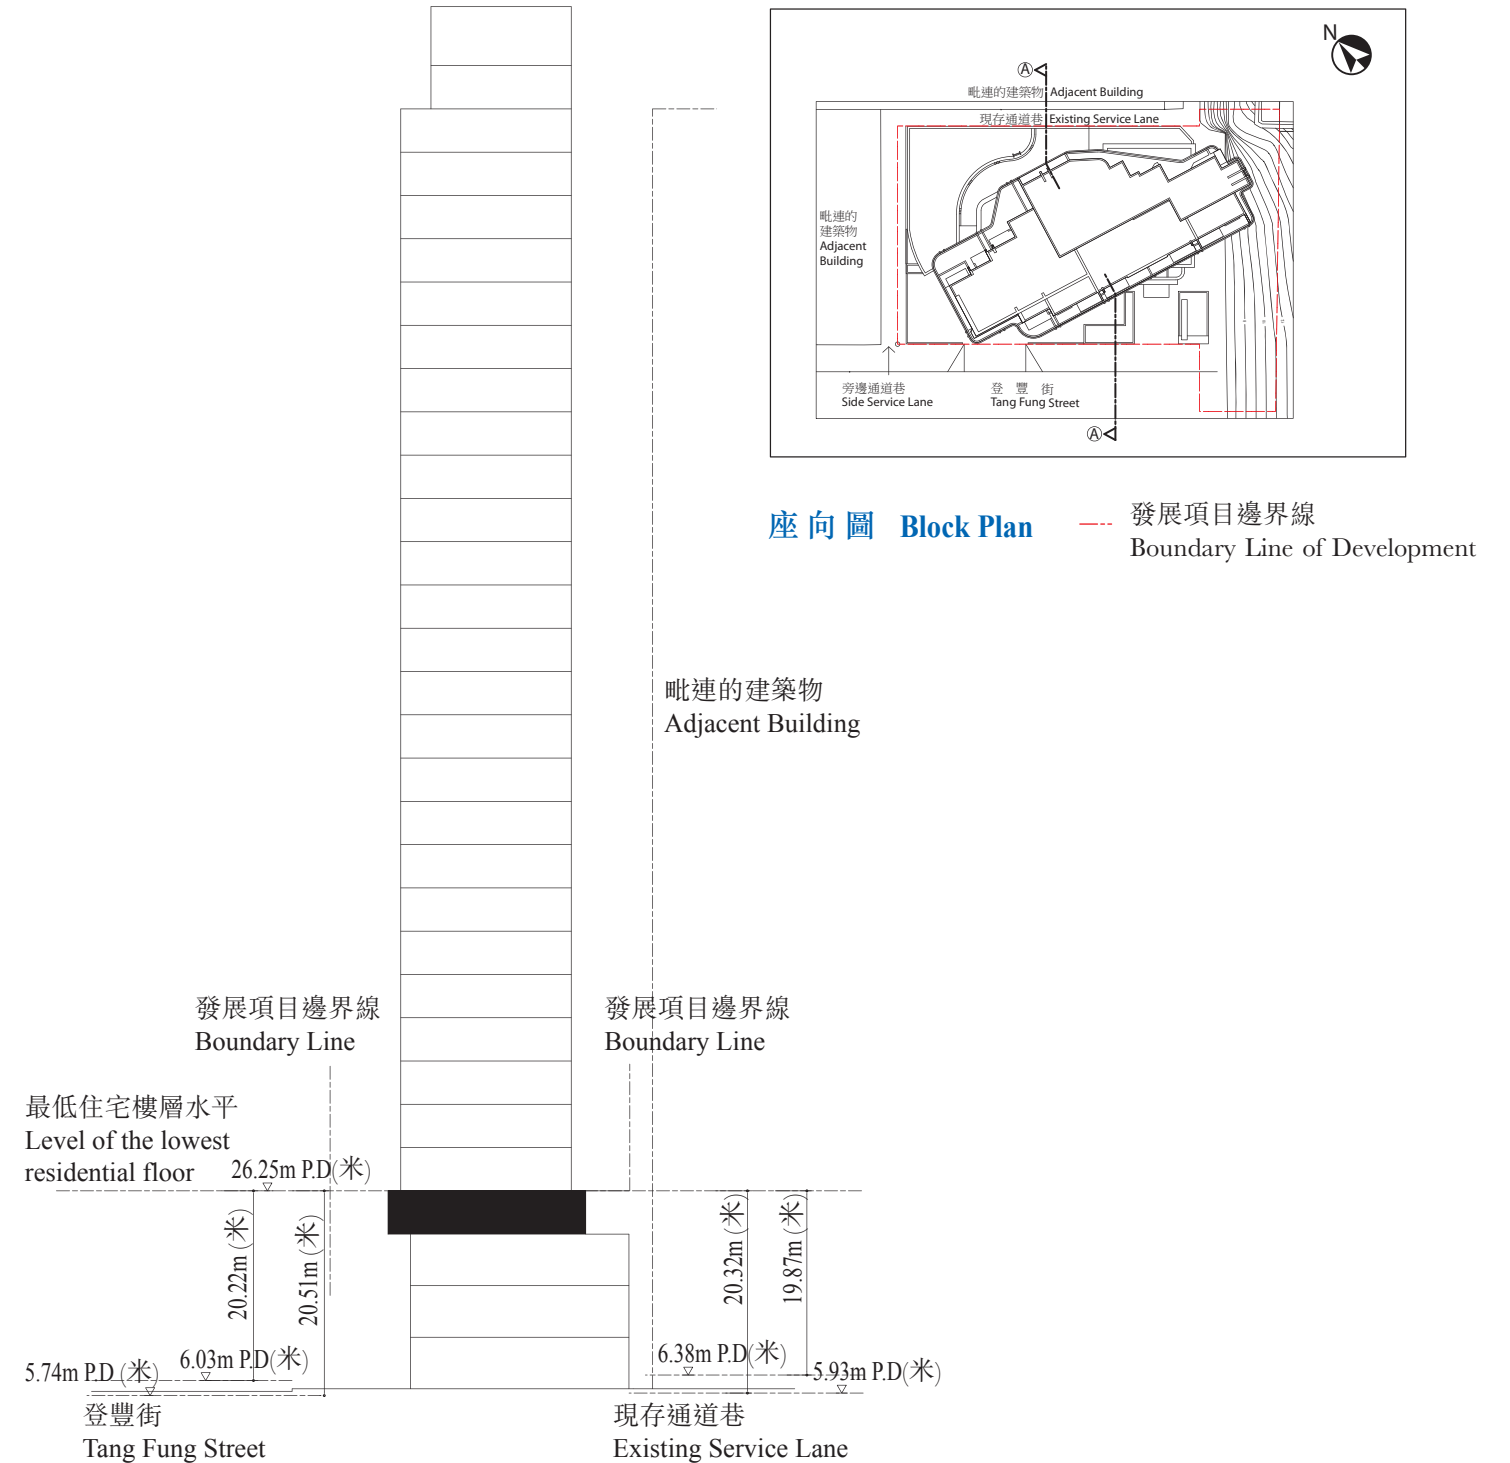 N
A
毗連的建築物 Adjacent Building
現存通道巷 Existing Service Lane
毗連的
建築物
Adjacent
Building
旁邊通道巷
Side Service Lane
登 豐 街
Tang Fung Street
A
座向圖 Block Plan
發展項目邊界線
Boundary Line of Development
毗連的建築物
Adjacent Building
發展項目邊界線
Boundary Line
發展項目邊界線
Boundary Line
最低住宅樓層水平
Level of the lowest
residential floor
26.25m P.D(米)
20.22m (米)
20.51m (米)
20.32m (米)
19.87m (米)
5.74m P.D (米)
6.03m P.D(米)
6.38m P.D(米)
5.93m P.D(米)
登豐街
Tang Fung Street
現存通道巷
Existing Service Lane